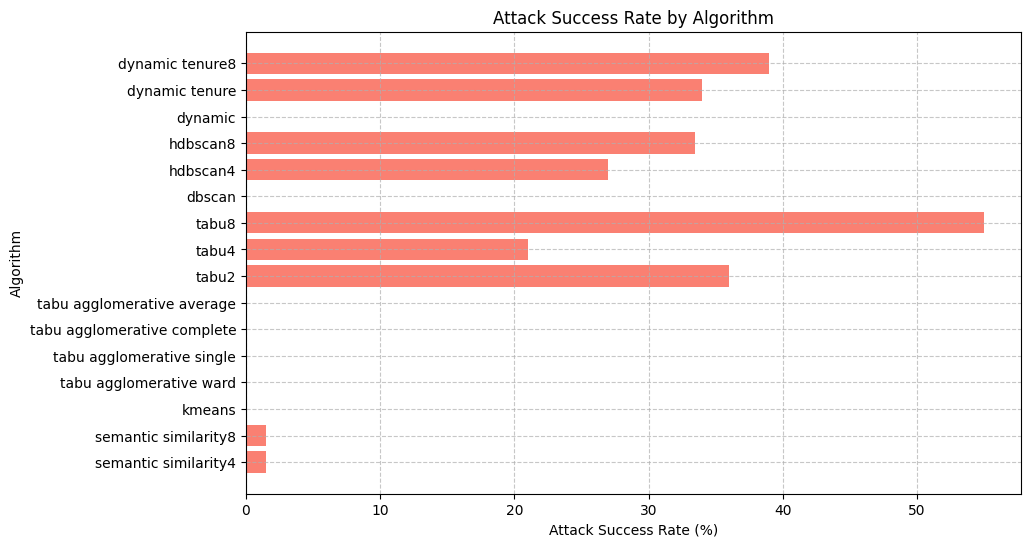 Attack Success Rate by Algorithm
Algorithm
dynamic tenure8
dynamic tenure
dynamic
hdbscan8
hdbscan4
dbscan
tabu8
tabu4
tabu2
tabu agglomerative average
tabu agglomerative complete
tabu agglomerative single
tabu agglomerative ward
kmeans
semantic similarity8
semantic similarity4
0 10 20 30 40 50
Attack Success Rate (%)